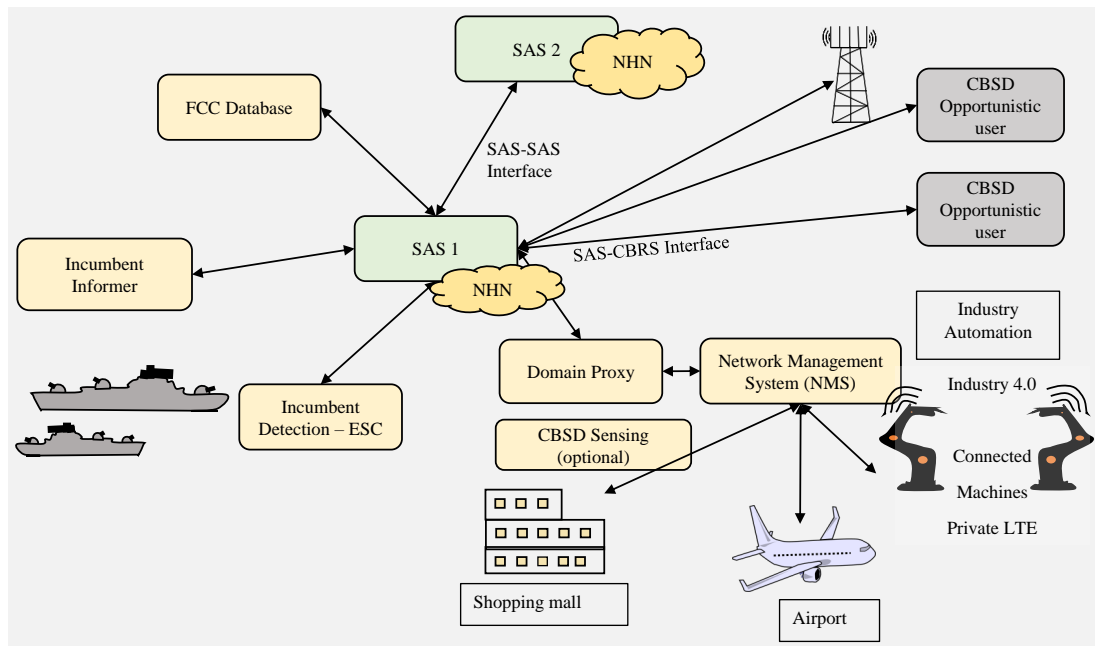 SAS 2
NHN
FCC Database
CBSD
Opportunistic
user
SAS-SAS
Interface
CBSD
Opportunistic
user
SAS 1
SAS-CBRS Interface
Incumbent
Informer
NHN
Industry
Automation
Domain Proxy
Network Management
System (NMS)
Industry 4.0
Incumbent
Detection – ESC
CBSD Sensing
(optional)
Connected
Machines
Private LTE
Shopping mall
Airport